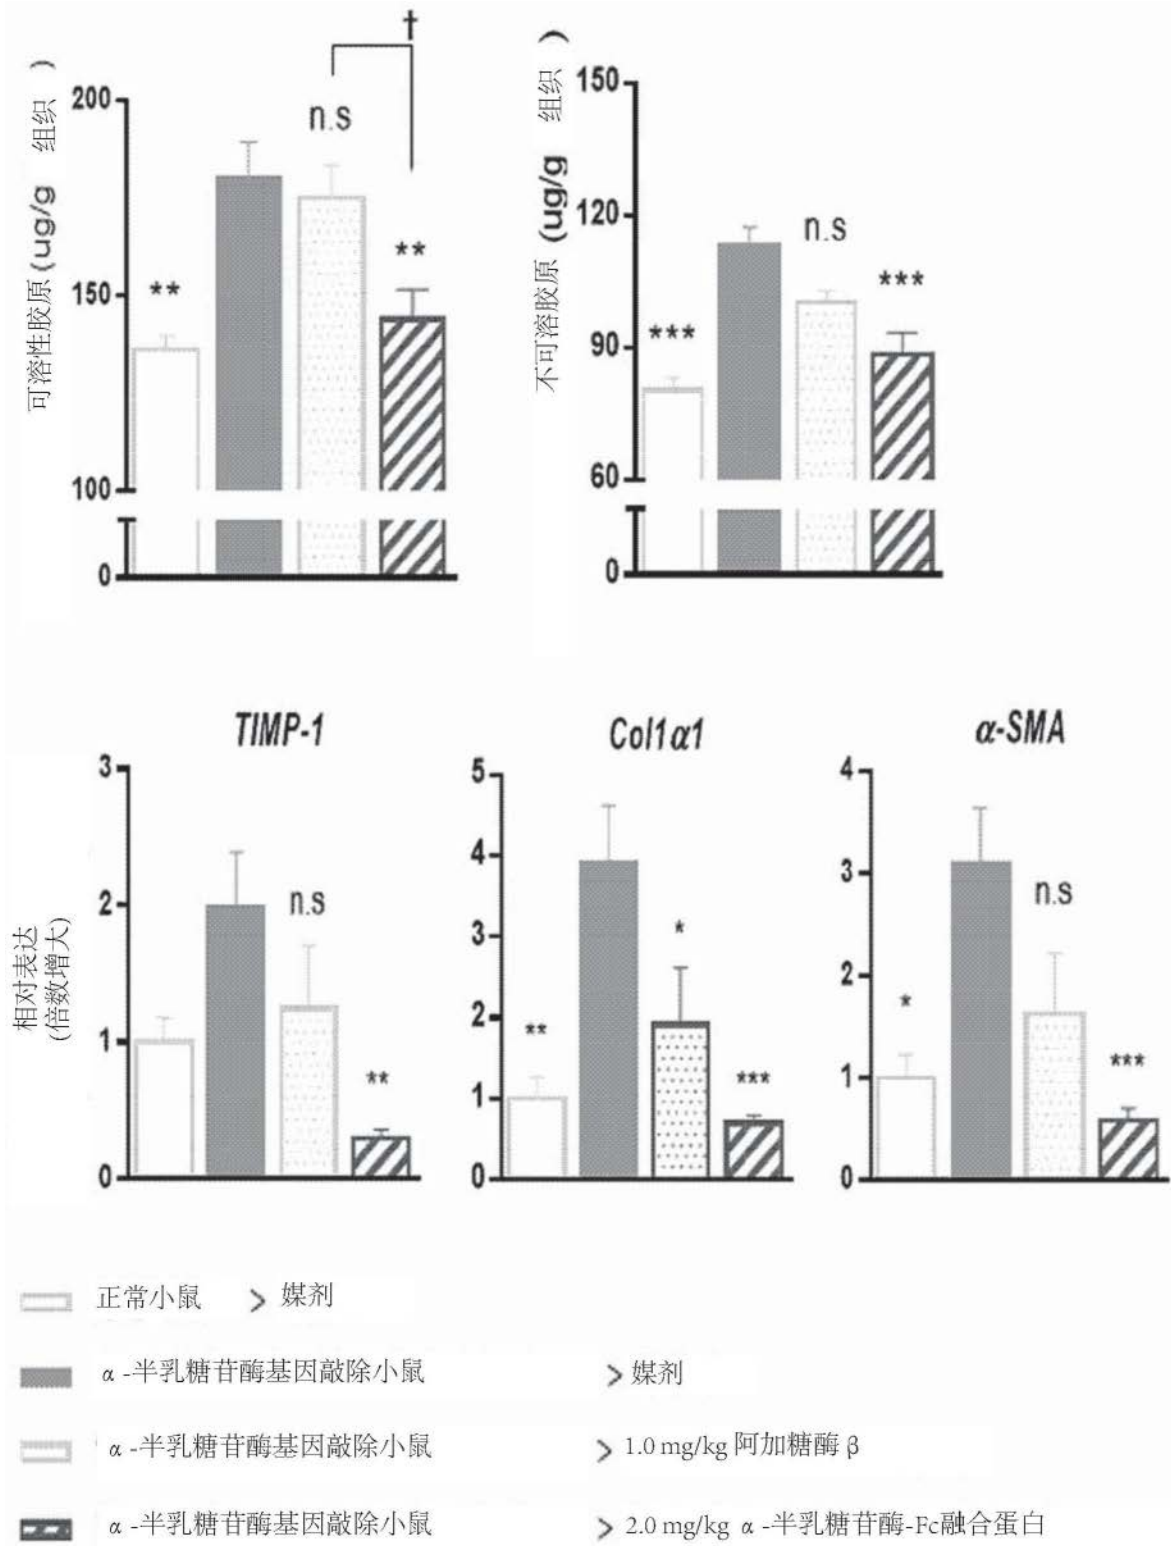 可溶性胶原(ug/g 组织 )
200
150
100
0
**
n.s
†
**
不可溶胶原 (ug/g 组织 )
150
120
90
60
0
***
n.s
***
相对表达
(倍数增大)
TIMP-1
3
2
1
0
n.s
**
Col1α1
5
4
3
2
1
0
**
*
***
α-SMA
4
3
2
1
0
*
n.s
***
正常小鼠 > 媒剂
α-半乳糖苷酶基因敲除小鼠 > 媒剂
α-半乳糖苷酶基因敲除小鼠 > 1.0 mg/kg 阿加糖酶 β
α-半乳糖苷酶基因敲除小鼠 > 2.0 mg/kg α-半乳糖苷酶-Fc融合蛋白